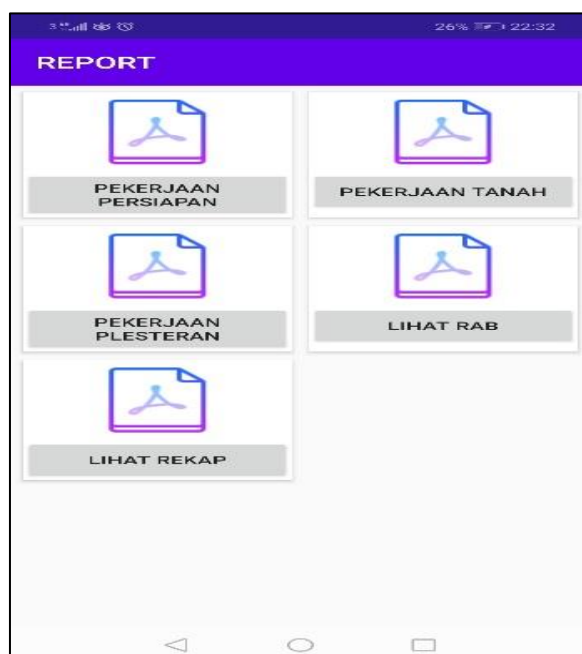 26% 22:32
REPORT
PEKERJAAN
PERSIAPAN
PEKERJAAN TANAH
PEKERJAAN
PLESTERAN
LIHAT RAB
LIHAT REKAP